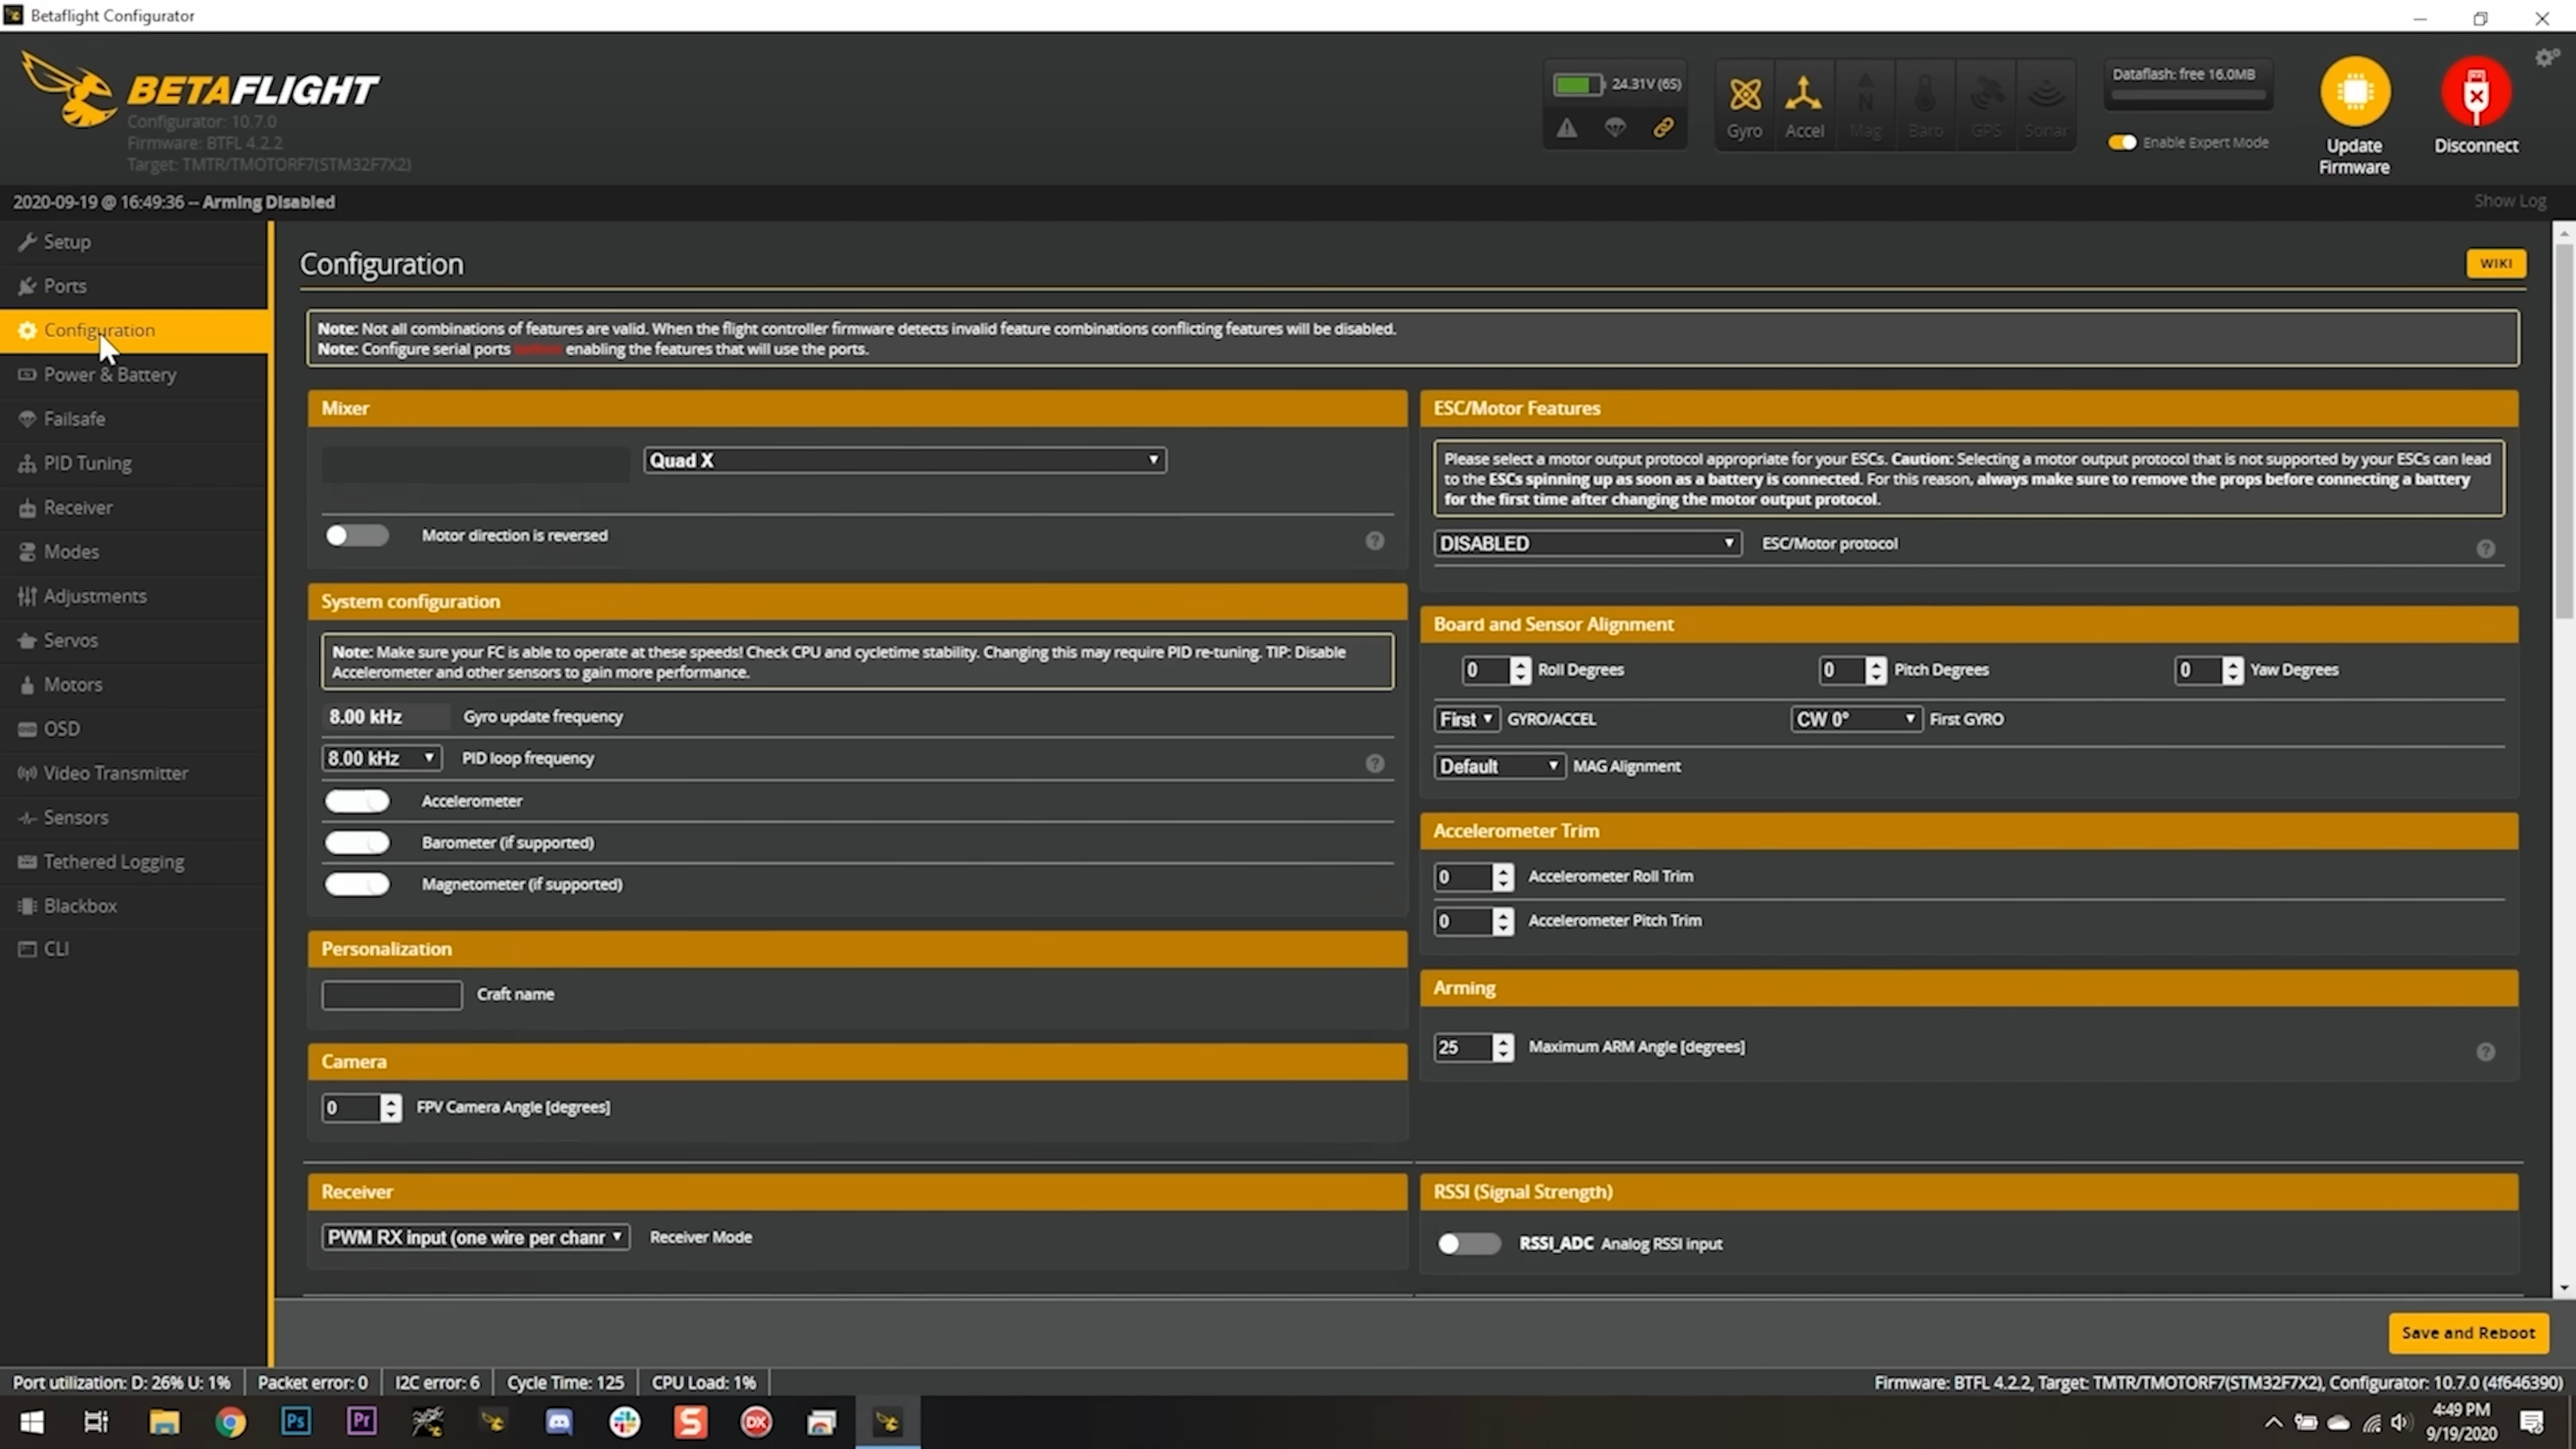 Betaflight Configurator
BETAFLIGHT
Configurator: 10.7.0
Firmware: BTFL 4.2.2
Target: TMTR/TMOTORF7(STM32F7X2)
24.31V (6S)
Gyro
Accel
Mag
Baro
GPS
Sonar
Dataflash: free 16.0MB
Enable Expert Mode
Update
Firmware
Disconnect
2020-09-19 @ 16:49:36 -- Arming Disabled
Show Log
Setup
Ports
Configuration
Power & Battery
Failsafe
PID Tuning
Receiver
Modes
Adjustments
Servos
Motors
OSD
Video Transmitter
Sensors
Tethered Logging
Blackbox
CLI
Configuration
WIKI
Note: Not all combinations of features are valid. When the flight controller firmware detects invalid feature combinations conflicting features will be disabled.
Note: Configure serial ports enabling the features that will use the ports.
Mixer
Quad X
Motor direction is reversed
System configuration
Note: Make sure your FC is able to operate at these speeds! Check CPU and cycletime stability. Changing this may require PID re-tuning. TIP: Disable
Accelerometer and other sensors to gain more performance.
8.00 kHz Gyro update frequency
8.00 kHz PID loop frequency
Accelerometer
Barometer (if supported)
Magnetometer (if supported)
Personalization
Craft name
Camera
0 FPV Camera Angle [degrees]
Receiver
PWM RX input (one wire per chanr Receiver Mode
ESC/Motor Features
Please select a motor output protocol appropriate for your ESCs. Caution: Selecting a motor output protocol that is not supported by your ESCs can lead
to the ESCs spinning up as soon as a battery is connected. For this reason, always make sure to remove the props before connecting a battery
for the first time after changing the motor output protocol.
DISABLED ESC/Motor protocol
Board and Sensor Alignment
0 Roll Degrees 0 Pitch Degrees 0 Yaw Degrees
First GYRO/ACCEL CW 0° First GYRO
Default MAG Alignment
Accelerometer Trim
0 Accelerometer Roll Trim
0 Accelerometer Pitch Trim
Arming
25 Maximum ARM Angle [degrees]
RSSI (Signal Strength)
RSSI_ADC Analog RSSI input
Save and Reboot
Port utilization: D: 26% U: 1% Packet error: 0 I2C error: 6 Cycle Time: 125 CPU Load: 1%
Firmware: BTFL 4.2.2, Target: TMTR/TMOTORF7(STM32F7X2), Configurator: 10.7.0 (4f646390)
Ps
Pr
S
DX
4:49 PM
9/19/2020